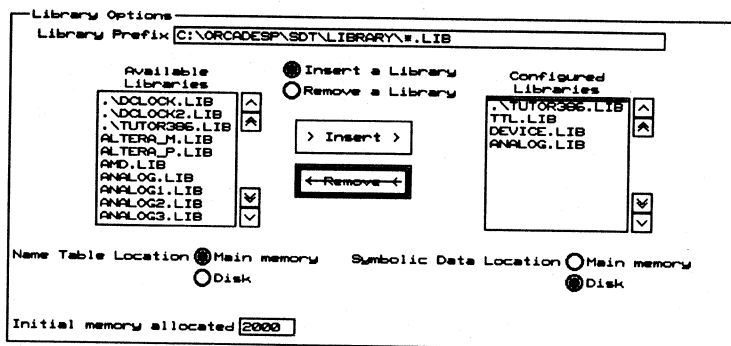 Library Options
Library Prefix C:\ORCADESP\SDT\LIBRARY\*.LIB
Available
Libraries
.\DCLOCK.LIB
.\DCLOCK2.LIB
.\TUTOR386.LIB
ALTERA_M.LIB
ALTERA_P.LIB
AMD.LIB
ANALOG.LIB
ANALOG1.LIB
ANALOG2.LIB
ANALOG3.LIB
Insert a Library
Remove a Library
> Insert >
< Remove <
Configured
Libraries
.\TUTOR386.LIB
TTL.LIB
DEVICE.LIB
ANALOG.LIB
Name Table Location Main memory
Disk
Symbolic Data Location Main memory
Disk
Initial memory allocated 2000